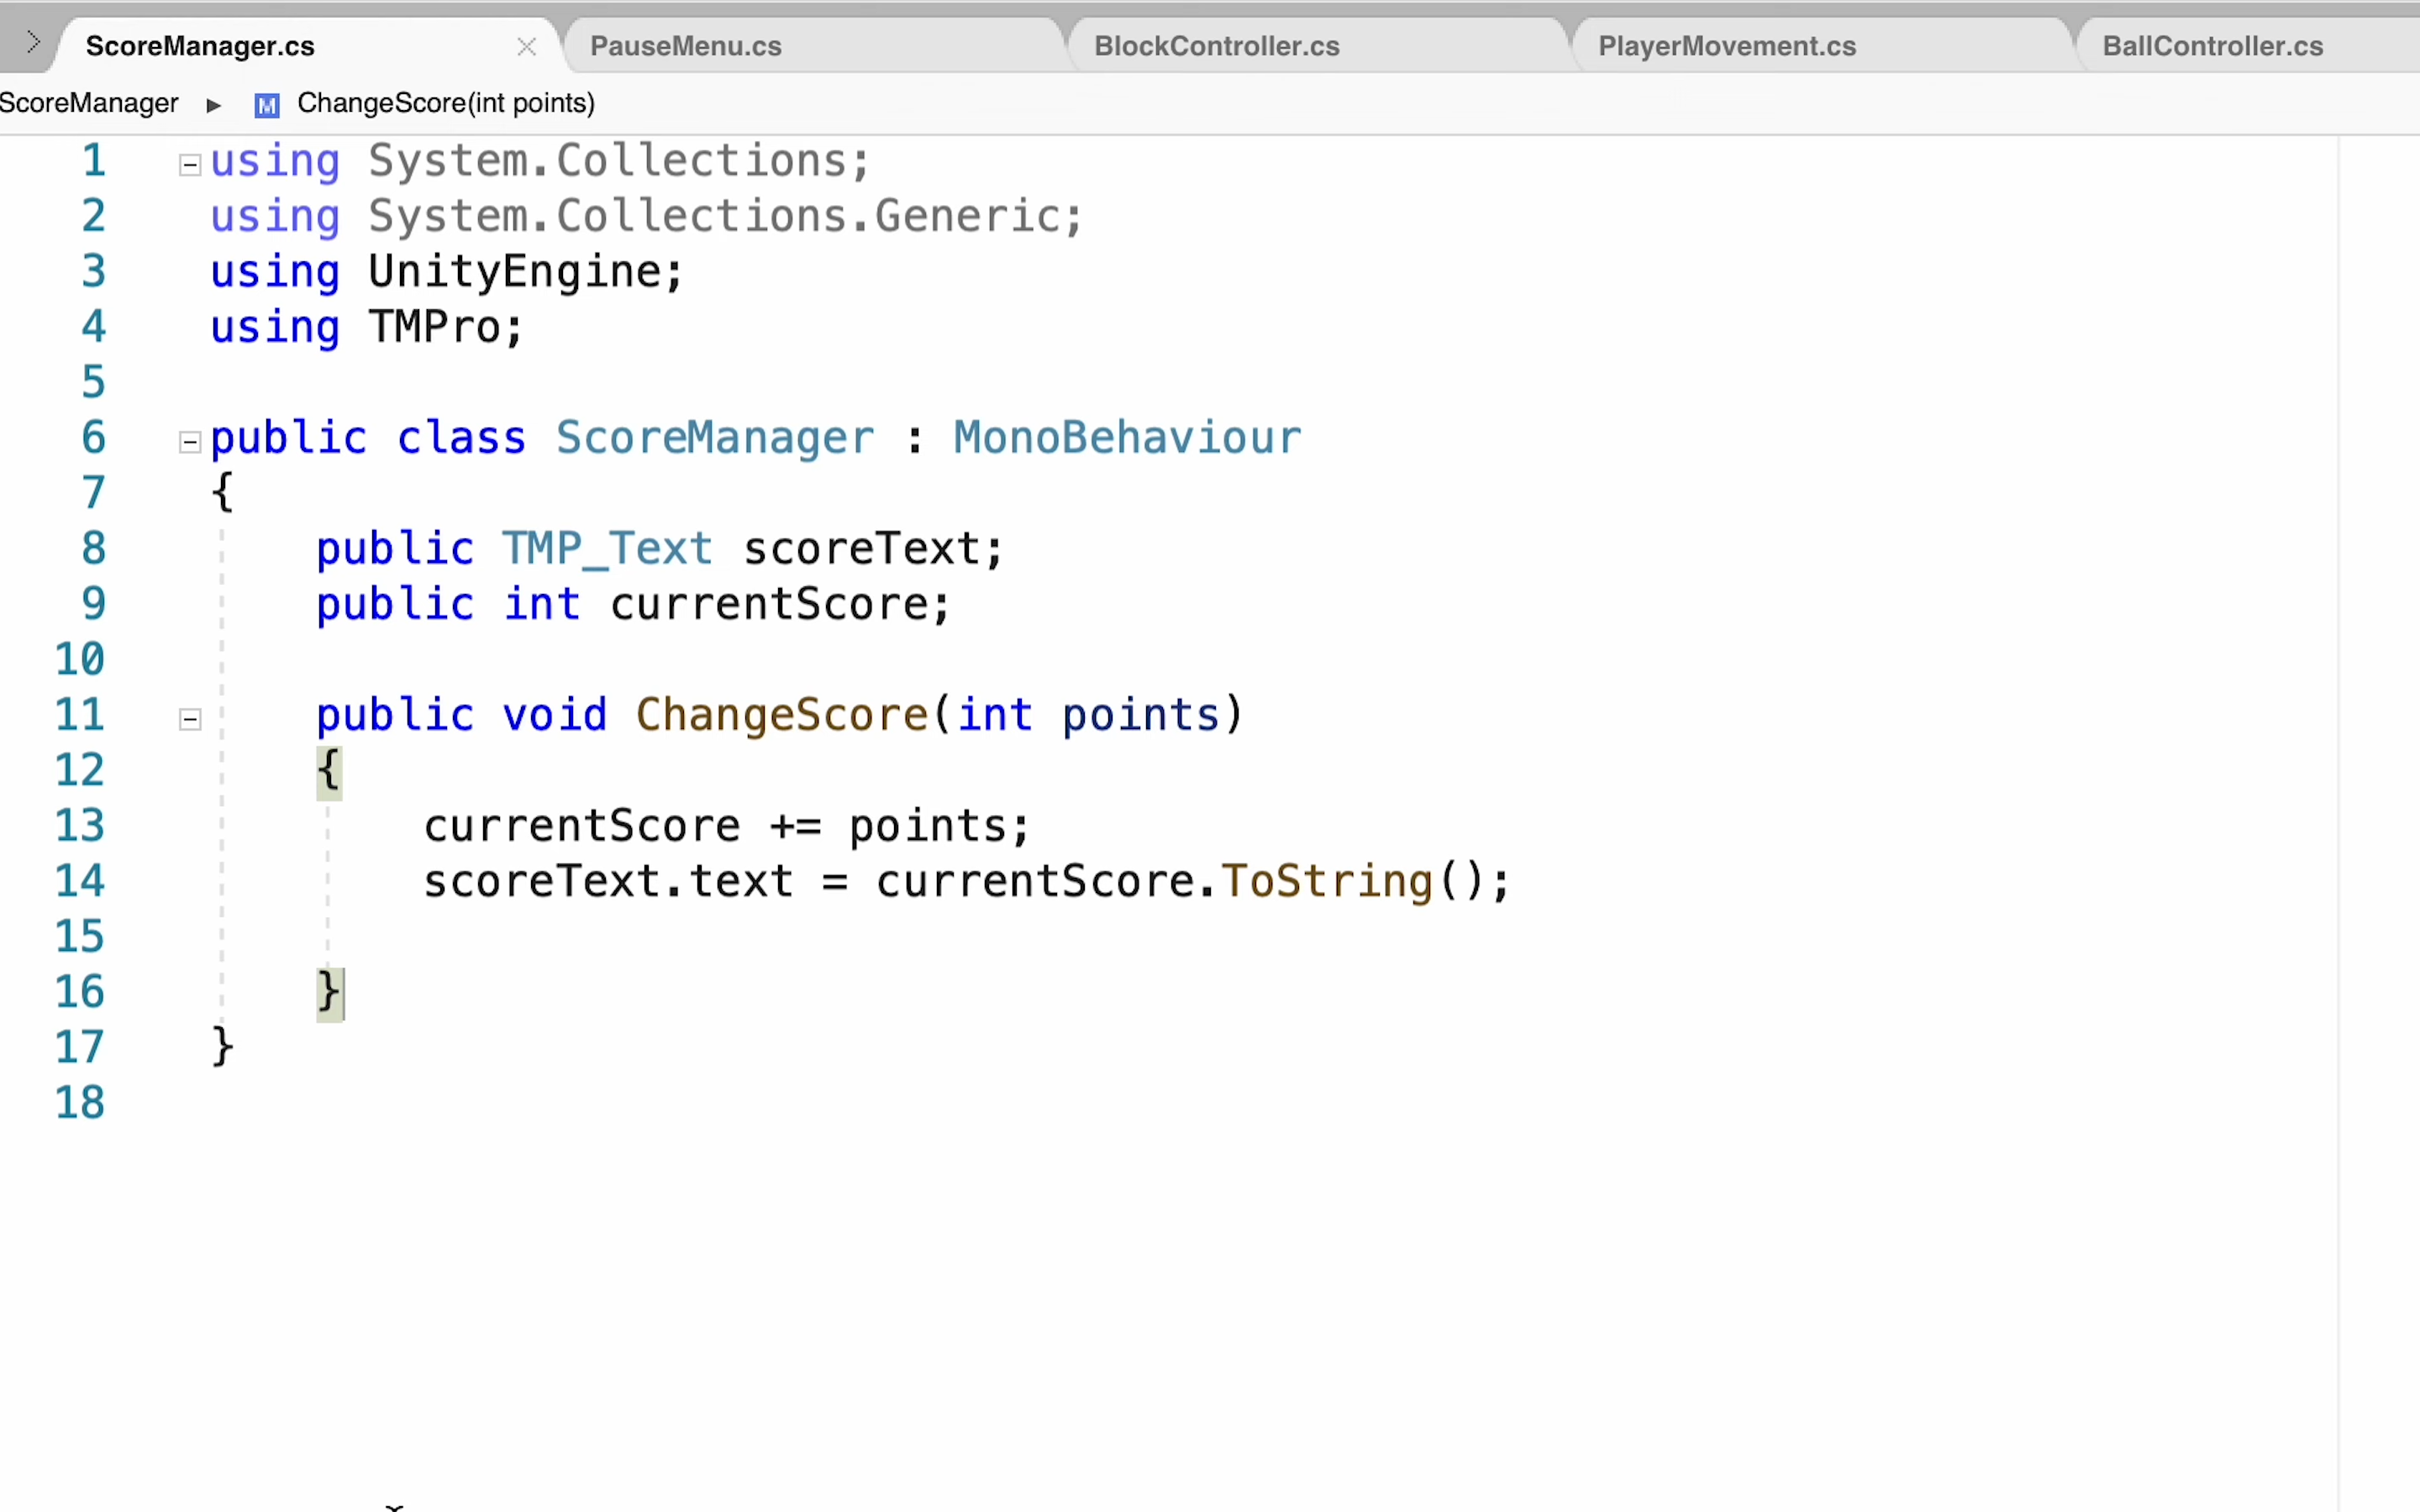 ScoreManager.cs PauseMenu.cs BlockController.cs PlayerMovement.cs BallController.cs
ScoreManager ▸ M ChangeScore(int points)
1 using System.Collections;
2 using System.Collections.Generic;
3 using UnityEngine;
4 using TMPro;
5
6 public class ScoreManager : MonoBehaviour
7 {
8 public TMP_Text scoreText;
9 public int currentScore;
10
11 public void ChangeScore(int points)
12 {
13 currentScore += points;
14 scoreText.text = currentScore.ToString();
15
16 }
17 }
18